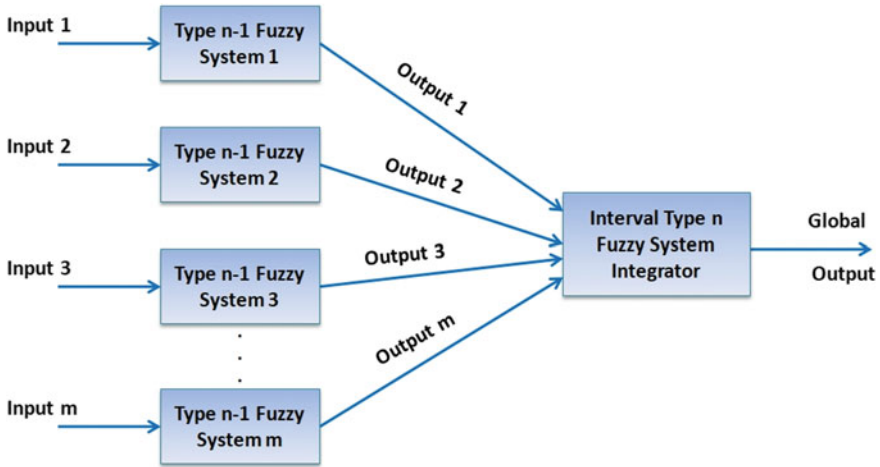 Input 1
Type n-1 Fuzzy
System 1
Output 1
Input 2
Type n-1 Fuzzy
System 2
Output 2
Interval Type n
Fuzzy System
Integrator
Global
Output
Input 3
Type n-1 Fuzzy
System 3
Output 3
Input m
Type n-1 Fuzzy
System m
Output m